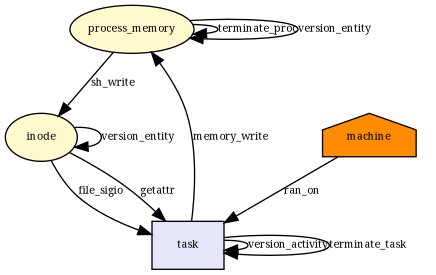 process_memory
terminate_proc
version_entity
sh_write
inode
version_entity
memory_write
machine
file_sigio
getattr
ran_on
task
version_activity
terminate_task